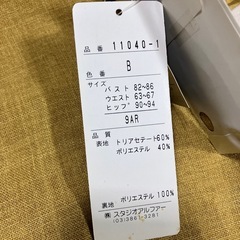 品番 11040-1
色番 B
サイズ
バスト 82~86
ウエスト 63~67
ヒップ 90~94
9AR
品質
表地 トリアセテート60%
ポリエステル 40%
裏地 ポリエステル 100%
㈱ スタジオアルファー
(03)3861-3281